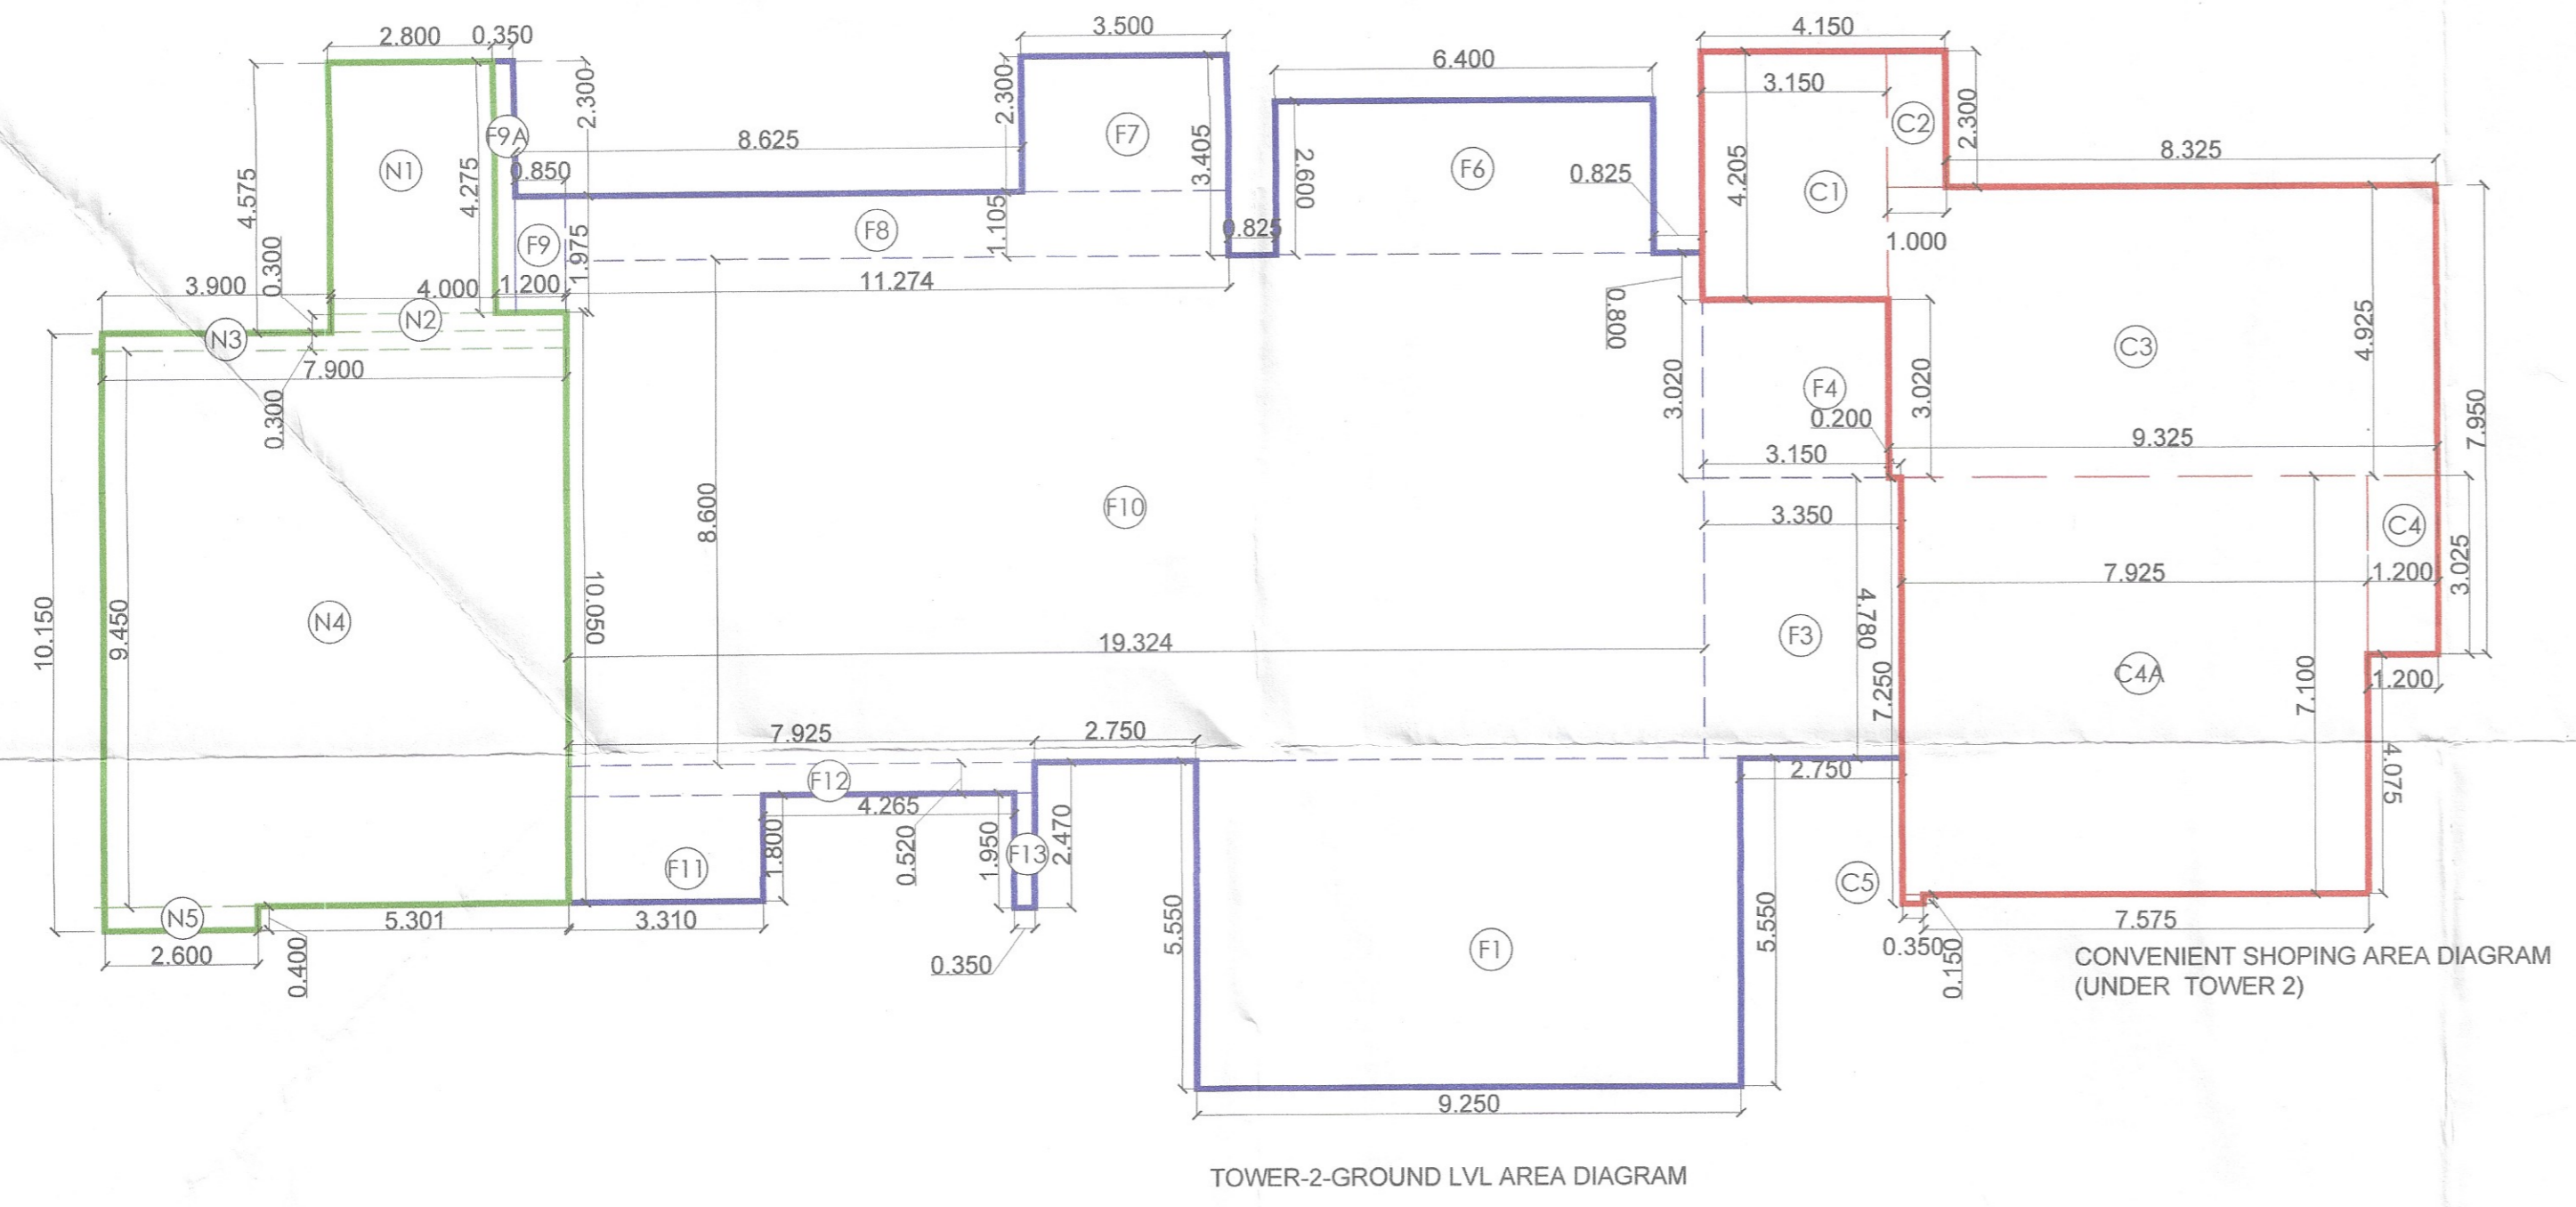 3.500
4.150
2.800 0.350
6.400
3.150
2.300
2.300
2.300
F9A
F7
C2
8.625
3.405
8.325
N1
0.850
F6
0.825
4.575
4.275
2.600
4.205
C1
F8
1.105
0.825
F9
1.975
1.000
0.300
3.900
4.000
1.200
11.274
0.800
N2
N3
4.925
C3
7.900
3.020
F4
3.020
0.300
0.200
7.950
9.325
3.150
8.600
F10
3.350
C4
10.150
9.450
N4
10.050
7.925
1.200
3.025
19.324
F3
4.780
C4A
7.250
7.100
1.200
7.925
2.750
F12
2.750
4.075
4.265
1.800
0.520
1.950
F13
2.470
F11
C5
N5
5.301
3.310
5.550
F1
5.550
7.575
2.600
0.400
0.350
0.350
0.150
CONVENIENT SHOPING AREA DIAGRAM
(UNDER TOWER 2)
9.250
TOWER-2-GROUND LVL AREA DIAGRAM